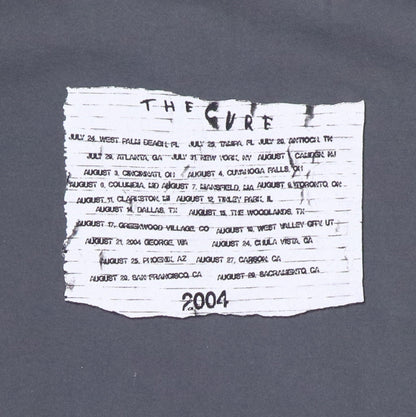 THE CURE
JULY 24, WEST PALM BEACH, FL JULY 25, TAMPA, FL JULY 28, ANTIOCH, TN
JULY 29, ATLANTA, GA JULY 31, NEW YORK, NY AUGUST CAMDEN, NJ
AUGUST 3, CINCINNATI, OH AUGUST 4, CUYAHOGA FALLS, OH
AUGUST 6, COLUMBIA, MD AUGUST 7, MANSFIELD, MA AUGUST 9, TORONTO, ON
AUGUST, 11, CLARKSTON, MI AUGUST 12, TINLEY PARK, IL
AUGUST 14, DALLAS, TX AUGUST 15, THE WOODLANDS, TX
AUGUST 17, GREENWOOD VILLAGE, CO AUGUST 18, WEST VALLEY CITY, UT
AUGUST 21, 2004 GEORGE, WA AUGUST 24, CHULA VISTA, CA
AUGUST 25, PHOENIX, AZ AUGUST 27, CARSON, CA
AUGUST 28, SAN FRANCISCO, CA AUGUST 29, SACRAMENTO, CA
2004